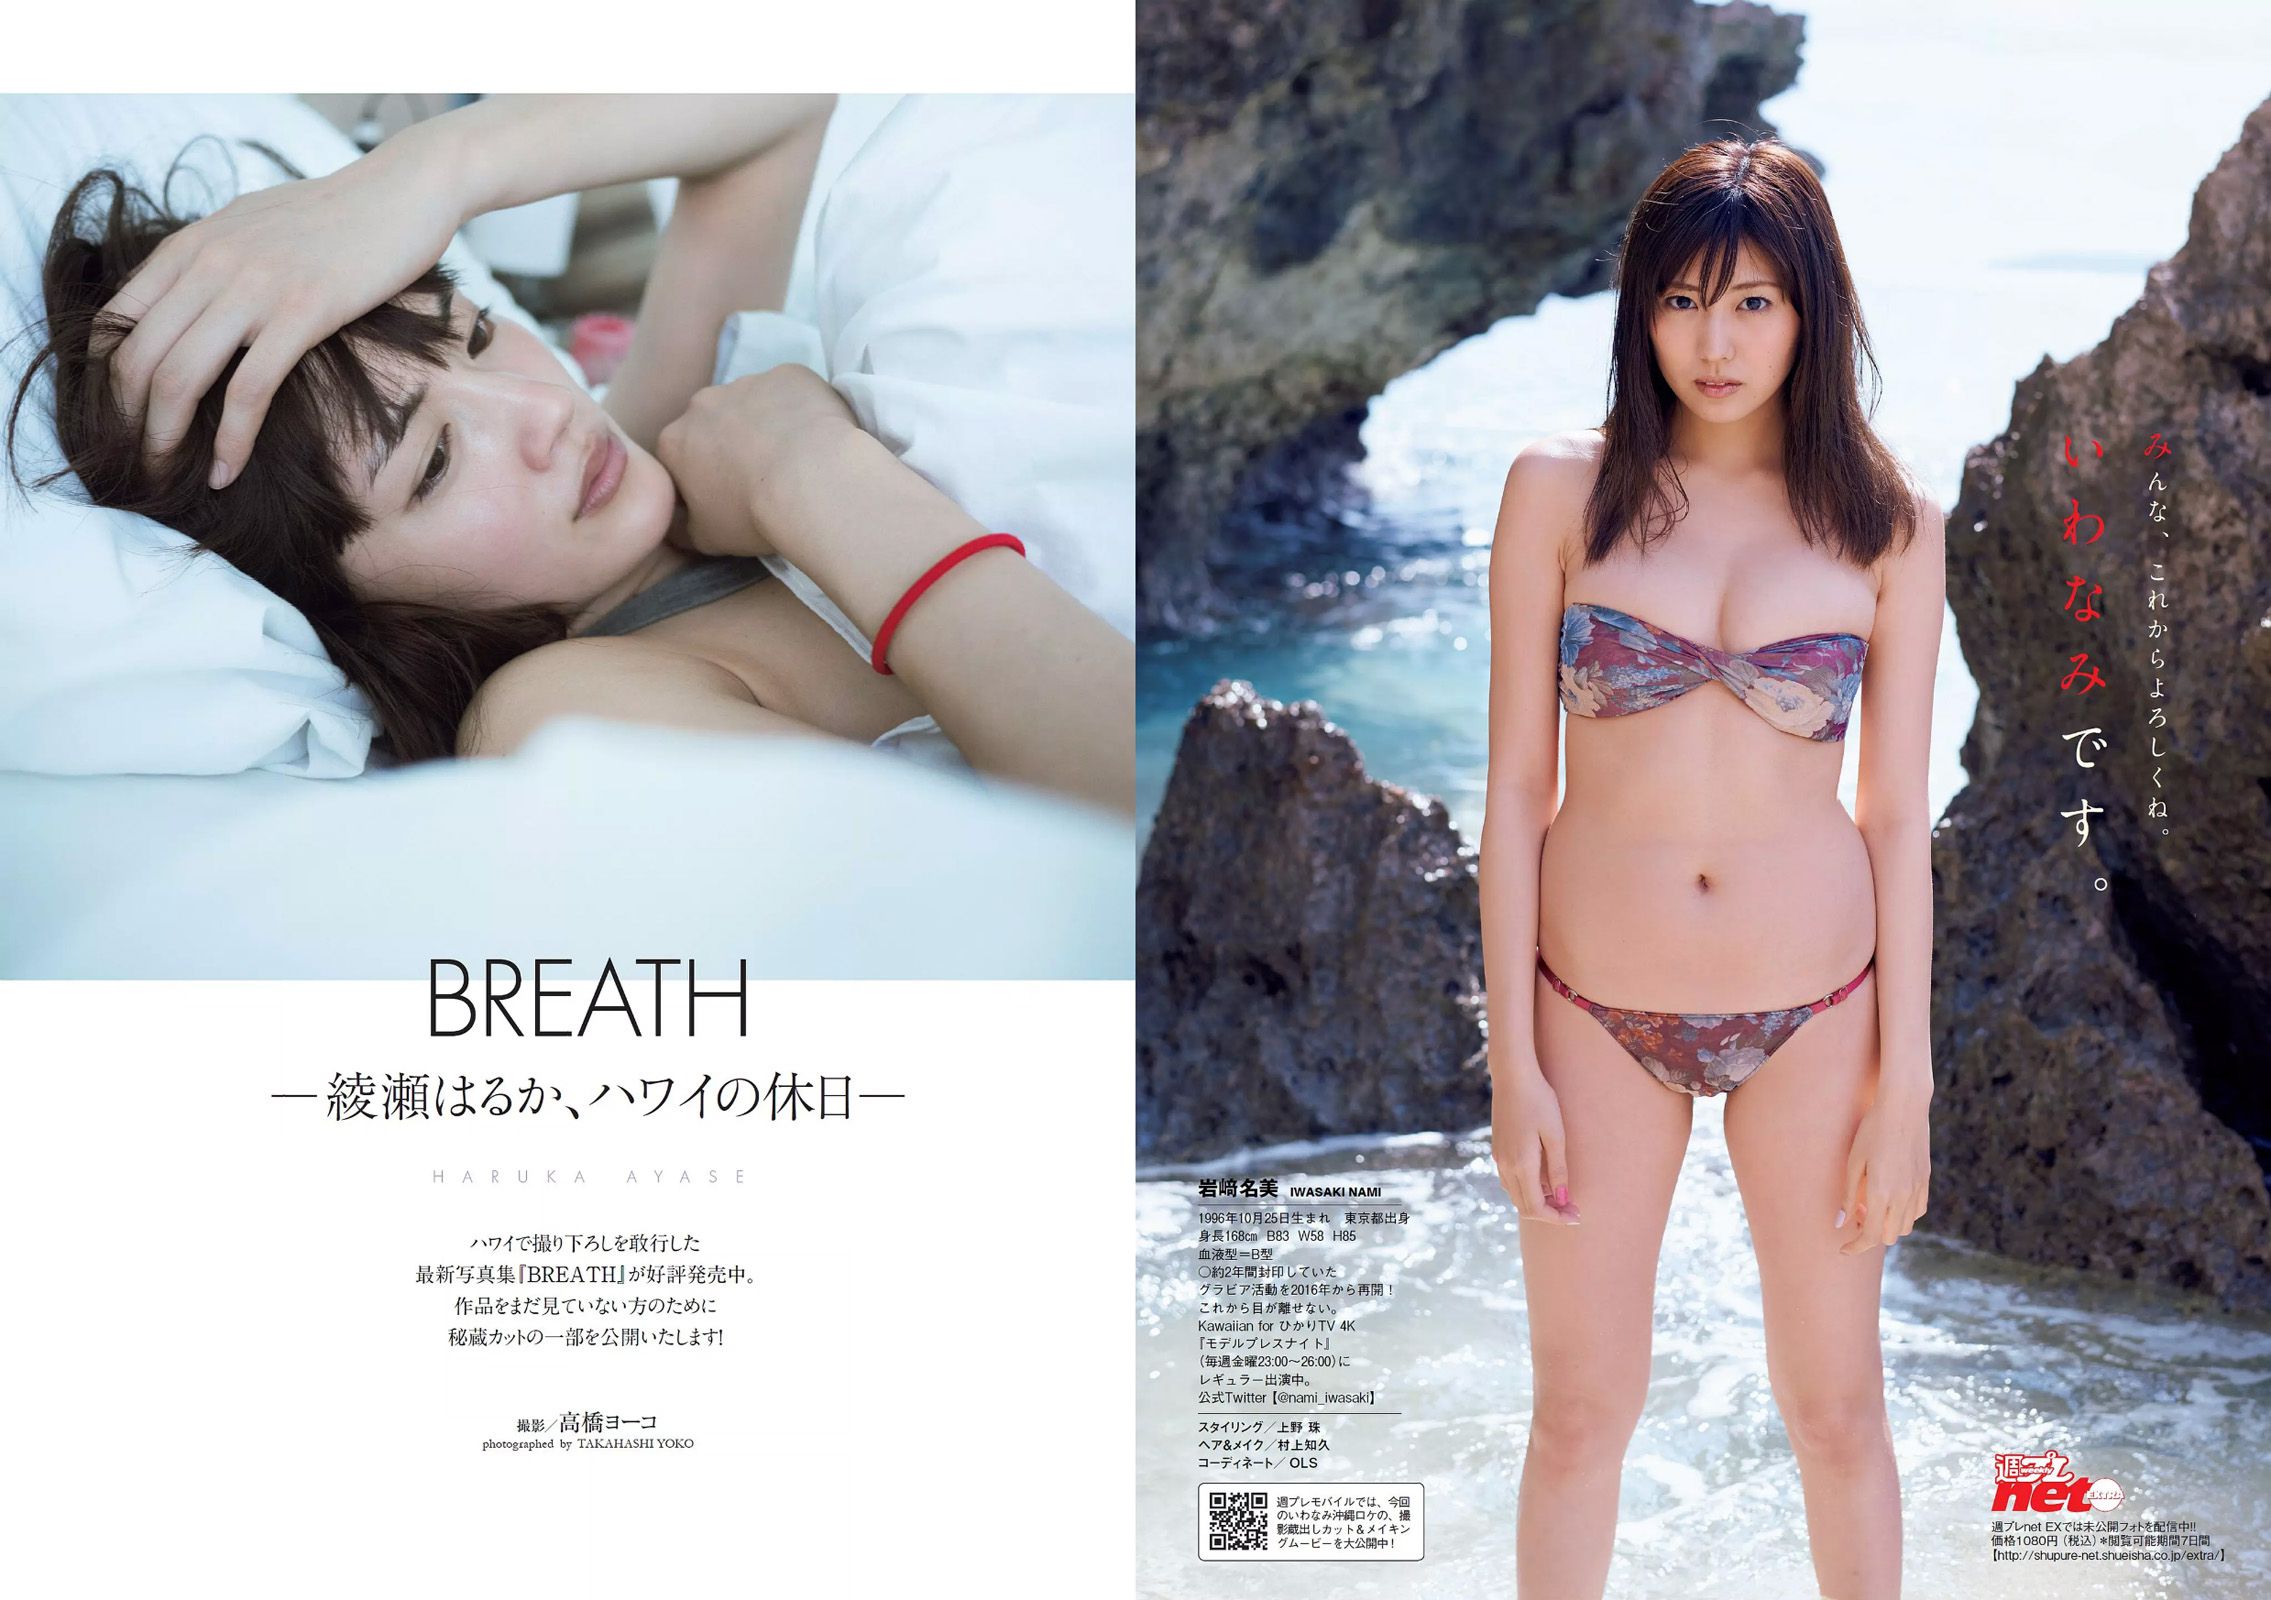 BREATH
―綾瀬はるか、ハワイの休日―
HARUKA AYASE
ハワイで撮り下ろしを敢行した
最新写真集『BREATH』が好評発売中。
作品をまだ見ていない方のために
秘蔵カットの一部を公開いたします!
撮影／高橋ヨーコ
photographed by TAKAHASHI YOKO
みんな、これからよろしくね。
いわなみです。
岩﨑名美 IWASAKI NAMI
1996年10月25日生まれ 東京都出身
身長168㎝ B83 W58 H85
血液型＝B型
○約2年間封印していた
グラビア活動を2016年から再開！
これから目が離せない。
Kawaiian for ひかりTV 4K
『モデルプレスナイト』
（毎週金曜23:00〜26:00）に
レギュラー出演中。
公式Twitter【@nami_iwasaki】
スタイリング／上野 珠
ヘア&メイク／村上知久
コーディネート／OLS
週プレモバイルでは、今回
のいわなみ沖縄ロケの、撮
影蔵出しカット＆メイキン
グムービーを大公開中！
週プレ weekly
net EXTRA
週プレnet EXでは未公開フォトを配信中!!
価格1080円（税込）＊閲覧可能期間7日間
【http://shupure-net.shueisha.co.jp/extra/】